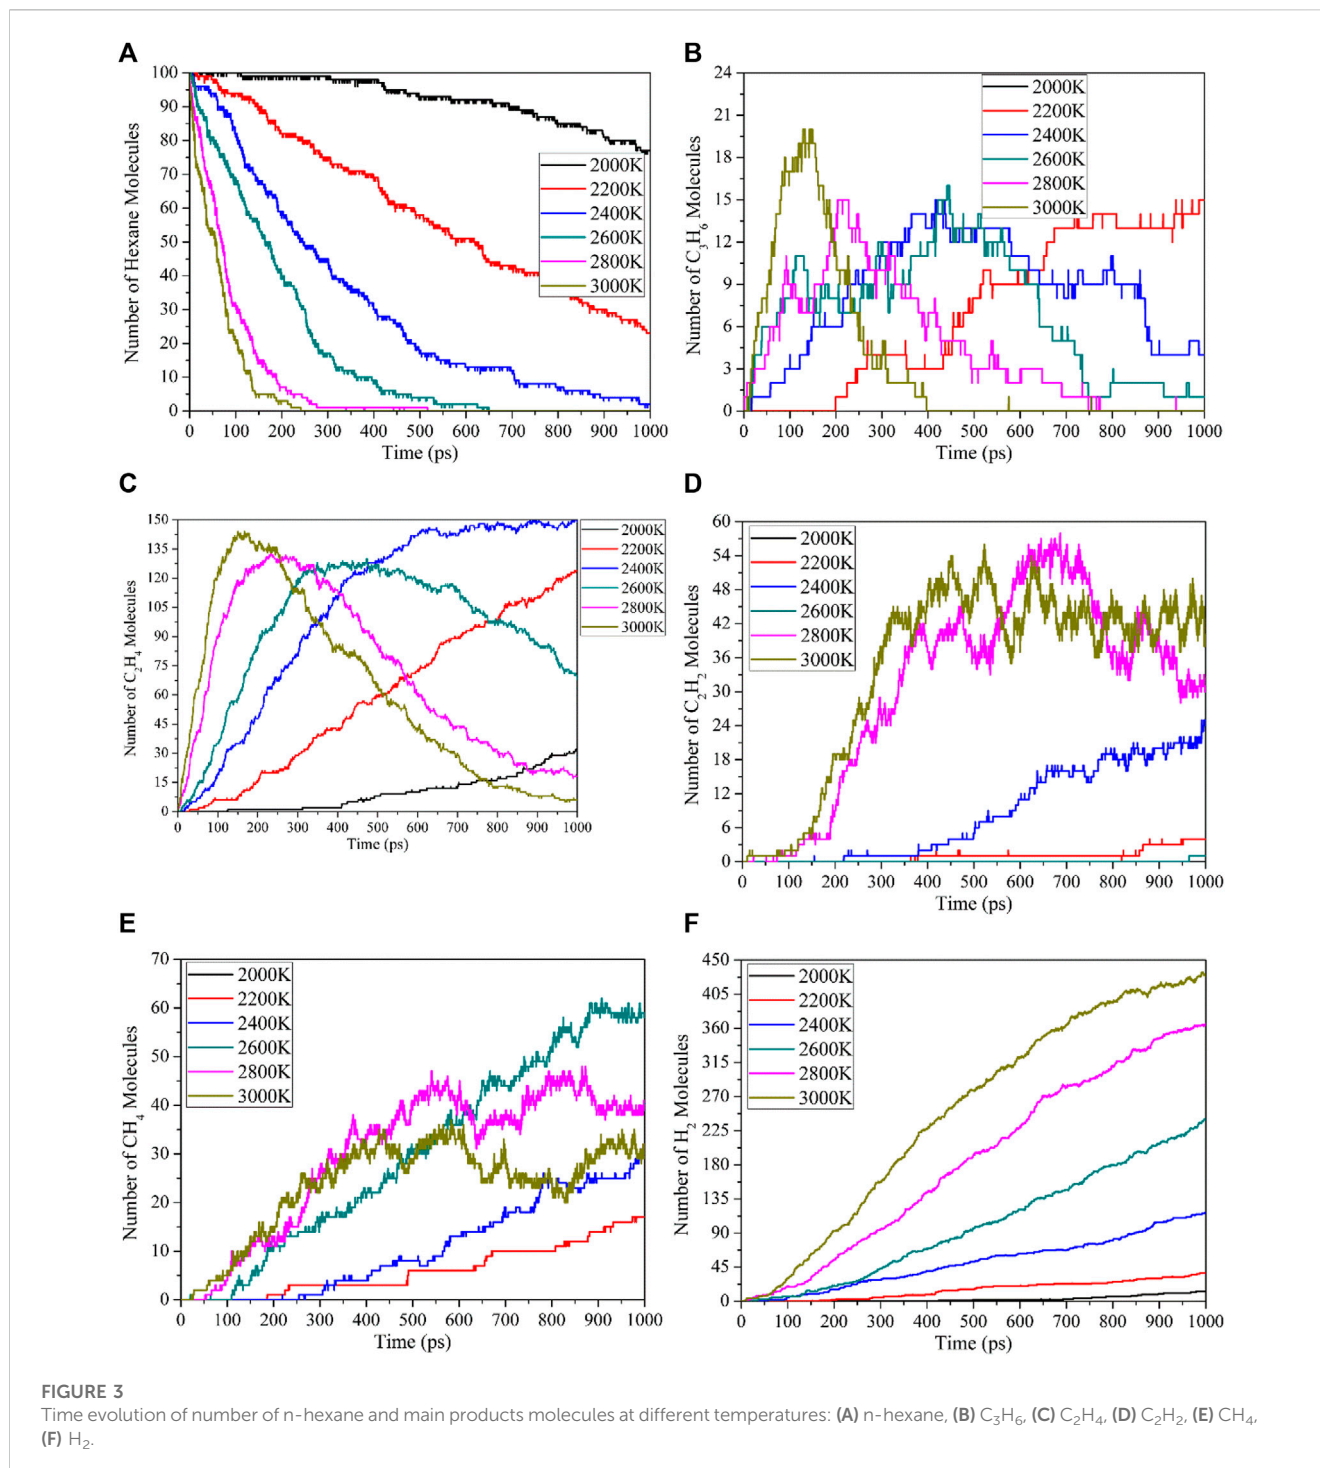 A
Number of Hexane Molecules
100
90
80
70
60
50
40
30
20
10
0
2000K
2200K
2400K
2600K
2800K
3000K
0 100 200 300 400 500 600 700 800 900 1000
Time (ps)
B
Number of C3H6 Molecules
24
21
18
15
12
9
6
3
0
2000K
2200K
2400K
2600K
2800K
3000K
0 100 200 300 400 500 600 700 800 900 1000
Time (ps)
C
Number of C2H4 Molecules
150
135
120
105
90
75
60
45
30
15
0
2000K
2200K
2400K
2600K
2800K
3000K
0 100 200 300 400 500 600 700 800 900 1000
Time (ps)
D
Number of C2H2 Molecules
60
54
48
42
36
30
24
18
12
6
0
2000K
2200K
2400K
2600K
2800K
3000K
0 100 200 300 400 500 600 700 800 900 1000
Time (ps)
E
Number of CH4 Molecules
70
60
50
40
30
20
10
0
2000K
2200K
2400K
2600K
2800K
3000K
0 100 200 300 400 500 600 700 800 900 1000
Time (ps)
F
Number of H2 Molecules
450
405
360
315
270
225
180
135
90
45
0
2000K
2200K
2400K
2600K
2800K
3000K
0 100 200 300 400 500 600 700 800 900 1000
Time (ps)
FIGURE 3
Time evolution of number of n-hexane and main products molecules at different temperatures: (A) n-hexane, (B) C3H6, (C) C2H4, (D) C2H2, (E) CH4,
(F) H2.